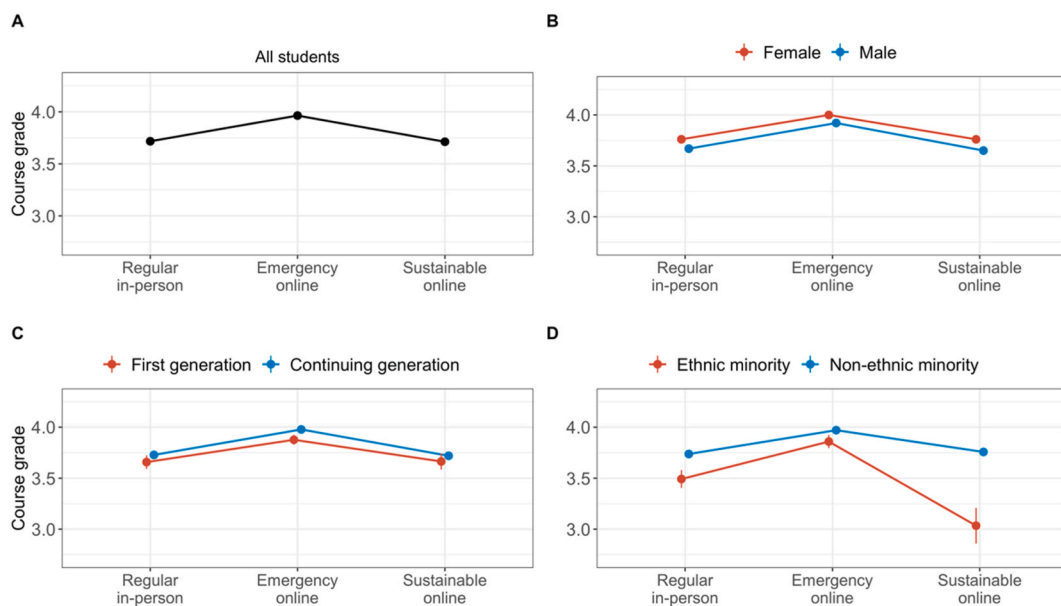 A
All students
Course grade
4.0
3.5
3.0
Regular
in-person
Emergency
online
Sustainable
online
B
Female Male
4.0
3.5
3.0
Regular
in-person
Emergency
online
Sustainable
online
C
First generation Continuing generation
Course grade
4.0
3.5
3.0
Regular
in-person
Emergency
online
Sustainable
online
D
Ethnic minority Non-ethnic minority
4.0
3.5
3.0
Regular
in-person
Emergency
online
Sustainable
online